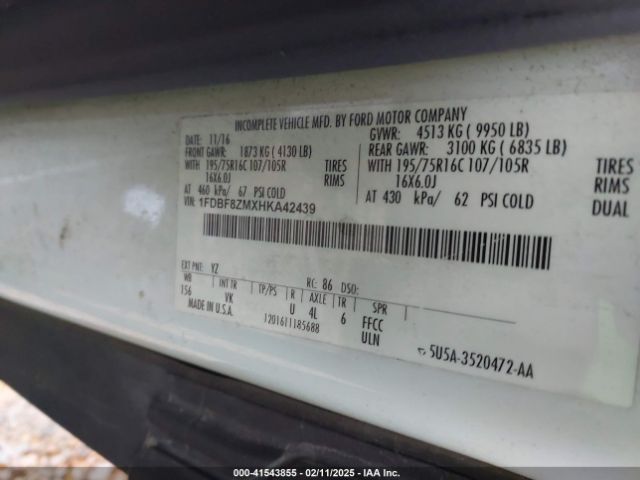 INCOMPLETE VEHICLE MFD. BY FORD MOTOR COMPANY
DATE: 11/16 GVWR: 4513 KG ( 9950 LB)
FRONT GAWR: 1873 KG ( 4130 LB) REAR GAWR: 3100 KG ( 6835 LB)
WITH 195/75R16C 107/105R TIRES WITH 195/75R16C 107/105R TIRES
16X6.0J RIMS 16X6.0J RIMS
AT 460 kPa/ 67 PSI COLD AT 430 kPa/ 62 PSI COLD DUAL
VIN: 1FDBF8ZMXHKA42439
EXT PNT: YZ RC: 86 DSO:
WB INT TR TP/PS R AXLE TR SPR
156 VK U 4L 6 FFCC
MADE IN U.S.A. ULN
1201611185688 5U5A-3520472-AA
000-41543855 - 02/11/2025 - IAA Inc.